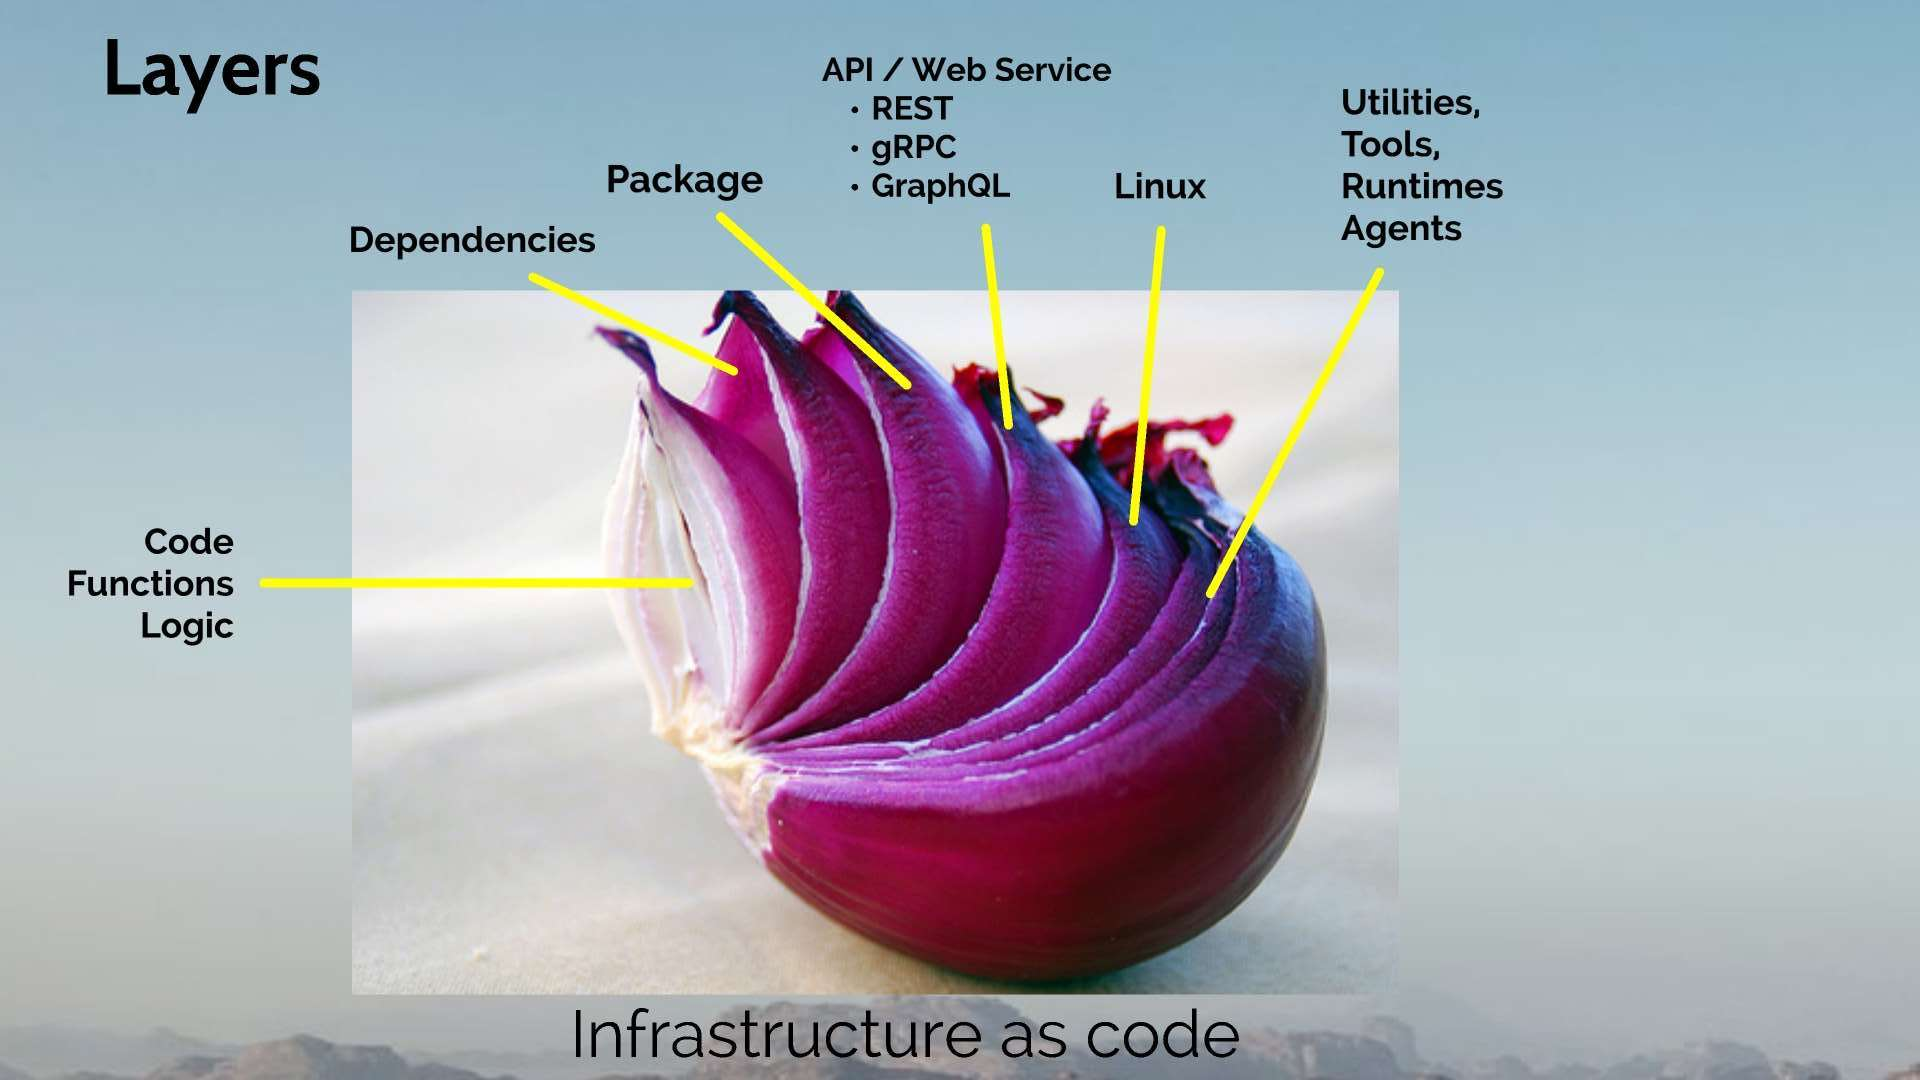 Layers
API / Web Service
• REST
• gRPC
• GraphQL
Utilities,
Tools,
Runtimes
Agents
Package
Linux
Dependencies
Code
Functions
Logic
Infrastructure as code